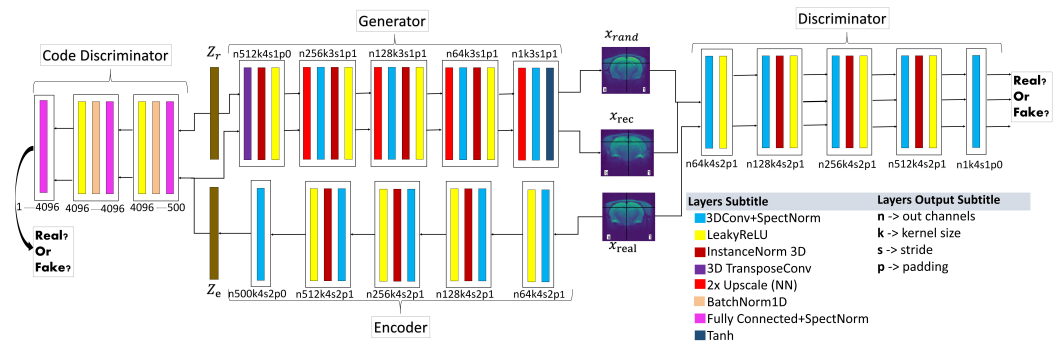 Generator
Discriminator
Code Discriminator
Z_r
n512k4s1p0 n256k3s1p1 n128k3s1p1 n64k3s1p1 n1k3s1p1
x_rand
Real?
Or
Fake?
x_rec
n64k4s2p1 n128k4s2p1 n256k4s2p1 n512k4s2p1 n1k4s1p0
1 ---4096 4096 ---4096 4096 ---500
Real?
Or
Fake?
x_real
Z_e
n500k4s2p0 n512k4s2p1 n256k4s2p1 n128k4s2p1 n64k4s2p1
Encoder
Layers Subtitle
3DConv+SpectNorm
LeakyReLU
InstanceNorm 3D
3D TransposeConv
2x Upscale (NN)
BatchNorm1D
Fully Connected+SpectNorm
Tanh
Layers Output Subtitle
n -> out channels
k -> kernel size
s -> stride
p -> padding